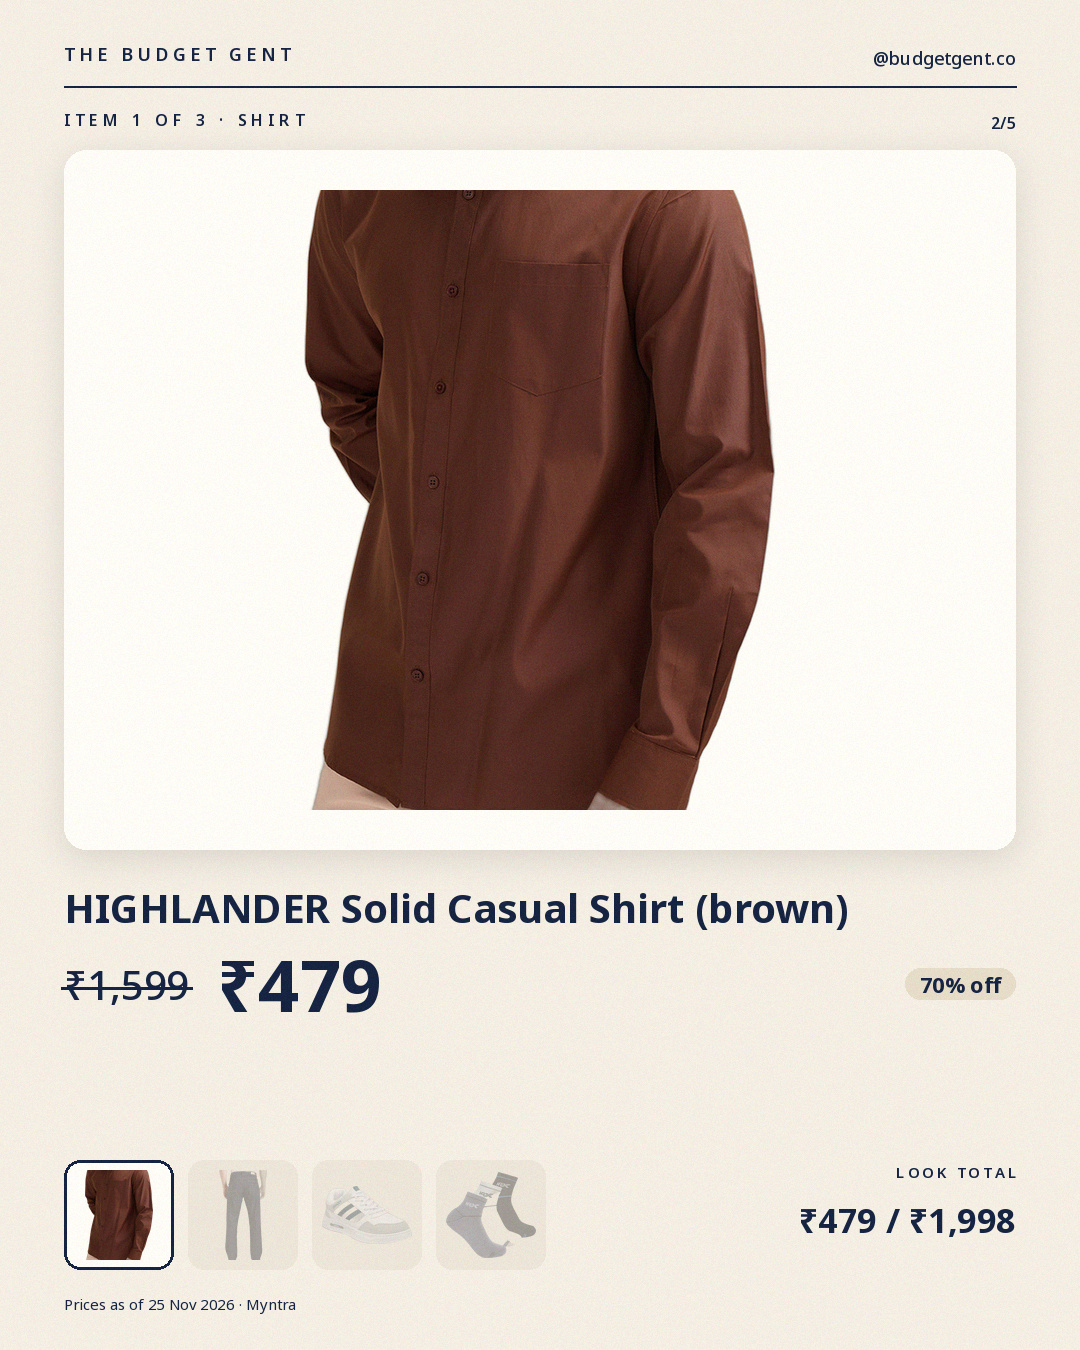 THE BUDGET GENT
@budgetgent.co
ITEM 1 OF 3 · SHIRT
2/5
HIGHLANDER Solid Casual Shirt (brown)
₹1,599 ₹479
70% off
LOOK TOTAL
₹479 / ₹1,998
Prices as of 25 Nov 2026 · Myntra